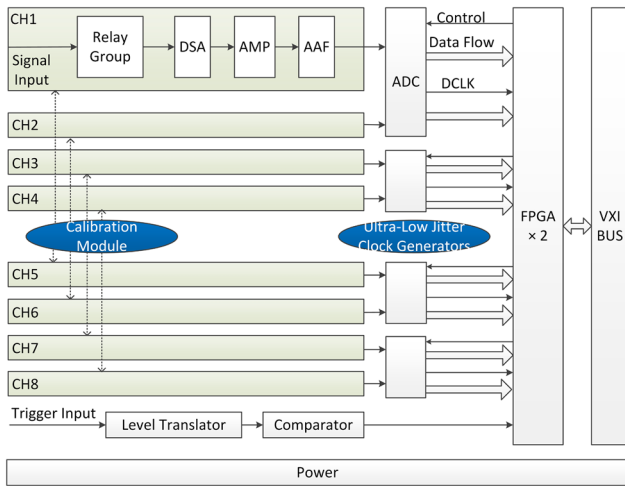 CH1
Signal
Input
Relay
Group
DSA
AMP
AAF
ADC
Control
Data Flow
DCLK
CH2
CH3
CH4
Calibration
Module
Ultra-Low Jitter
Clock Generators
FPGA
× 2
VXI
BUS
CH5
CH6
CH7
CH8
Trigger Input
Level Translator
Comparator
Power